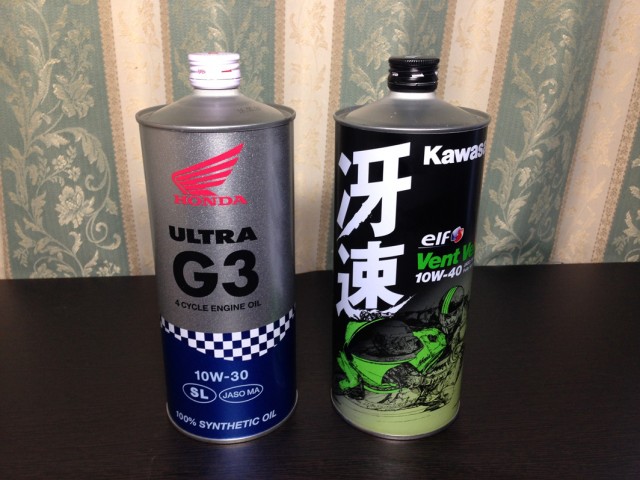 HONDA
ULTRA
G3
4 CYCLE ENGINE OIL
10W-30
SL JASO MA
100% SYNTHETIC OIL
Kawas
冴速
elf
Vent Ve
10W-40